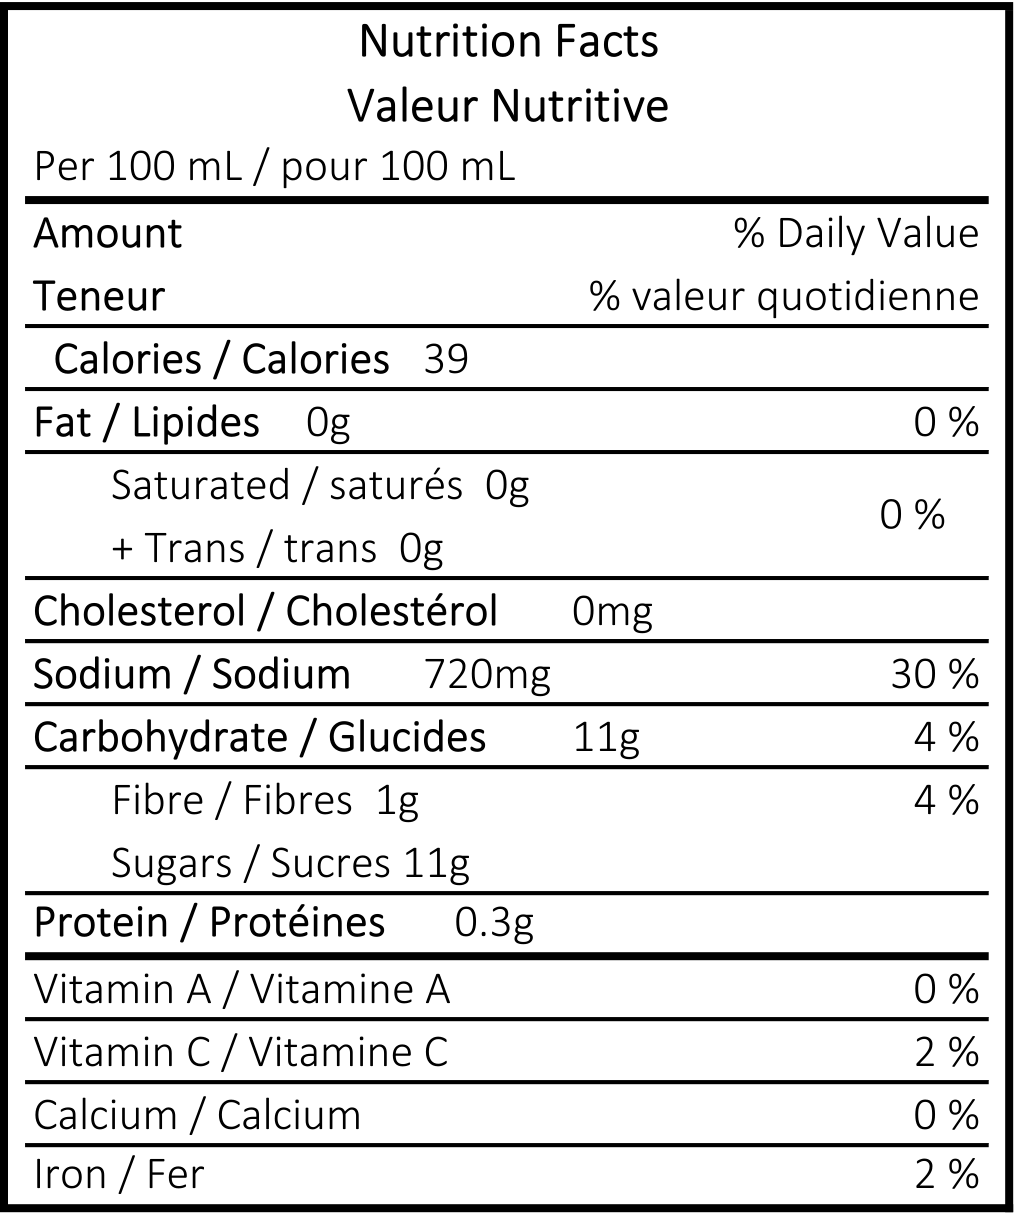 Nutrition Facts
Valeur Nutritive
Per 100 mL / pour 100 mL
Amount % Daily Value
Teneur % valeur quotidienne
Calories / Calories 39
Fat / Lipides 0g 0 %
Saturated / saturés 0g
+ Trans / trans 0g
0 %
Cholesterol / Cholestérol 0mg
Sodium / Sodium 720mg 30 %
Carbohydrate / Glucides 11g 4 %
Fibre / Fibres 1g 4 %
Sugars / Sucres 11g
Protein / Protéines 0.3g
Vitamin A / Vitamine A 0 %
Vitamin C / Vitamine C 2 %
Calcium / Calcium 0 %
Iron / Fer 2 %